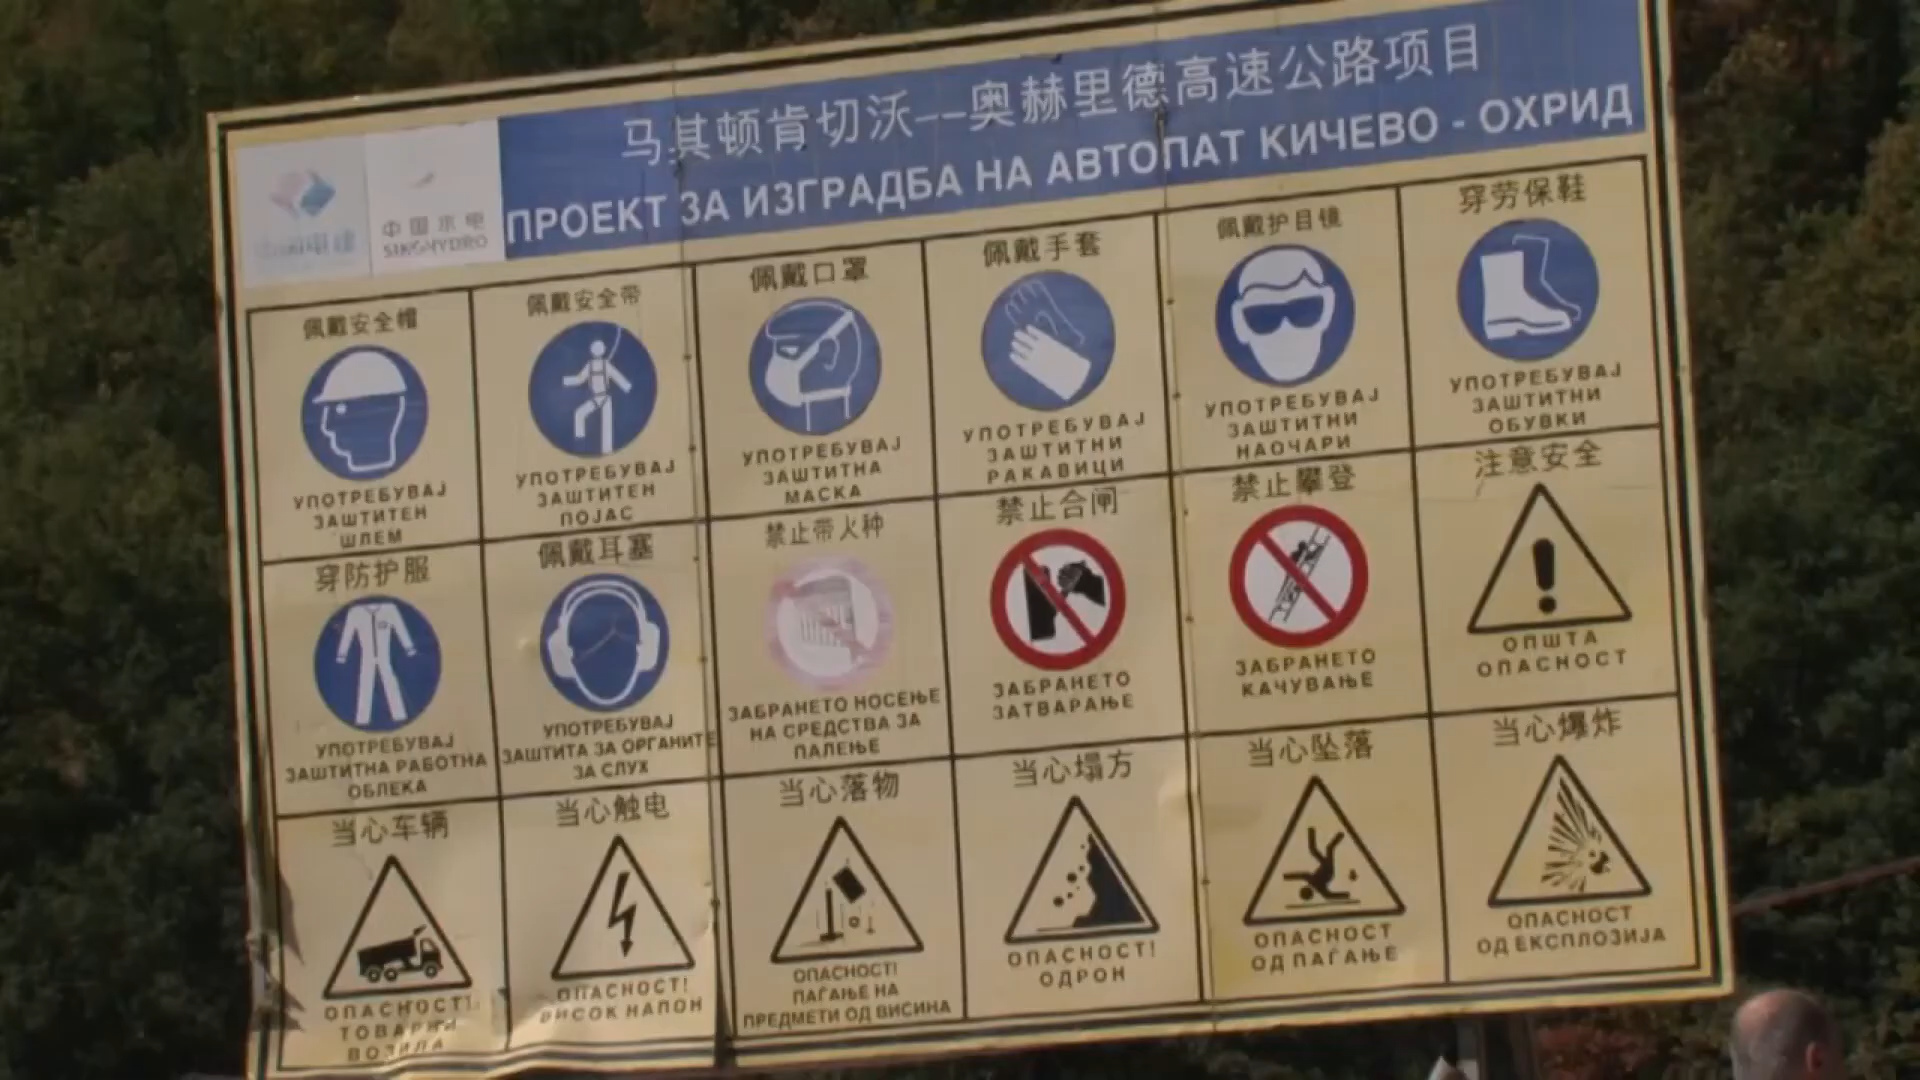 马其顿肯切沃——奥赫里德高速公路项目
ПРОЕКТ ЗА ИЗГРАДБА НА АВТОПАТ КИЧЕВО - ОХРИД
中国水电
SINOHYDRO
佩戴安全帽
УПОТРЕБУВАЈ
ЗАШТИТЕН
ШЛЕМ
佩戴安全带
УПОТРЕБУВАЈ
ЗАШТИТЕН
ПОЈАС
佩戴口罩
УПОТРЕБУВАЈ
ЗАШТИТНА
МАСКА
佩戴手套
УПОТРЕБУВАЈ
ЗАШТИТНИ
РАКАВИЦИ
佩戴护目镜
УПОТРЕБУВАЈ
ЗАШТИТНИ
НАОЧАРИ
穿劳保鞋
УПОТРЕБУВАЈ
ЗАШТИТНИ
ОБУВКИ
穿防护服
УПОТРЕБУВАЈ
ЗАШТИТНА РАБОТНА
ОБЛЕКА
佩戴耳塞
УПОТРЕБУВАЈ
ЗАШТИТА ЗА ОРГАНИТЕ
ЗА СЛУХ
禁止带火种
ЗАБРАНЕТО НОСЕЊЕ
НА СРЕДСТВА ЗА
ПАЛЕЊЕ
禁止合闸
ЗАБРАНЕТО
ЗАТВАРАЊЕ
禁止攀登
ЗАБРАНЕТО
КАЧУВАЊЕ
注意安全
ОПШТА
ОПАСНОСТ
当心车辆
ОПАСНОСТ!
ТОВАРНИ
ВОЗИЛА
当心触电
ОПАСНОСТ!
ВИСОК НАПОН
当心落物
ОПАСНОСТ!
ПАЃАЊЕ НА
ПРЕДМЕТИ ОД ВИСИНА
当心塌方
ОПАСНОСТ!
ОДРОН
当心坠落
ОПАСНОСТ
ОД ПАЃАЊЕ
当心爆炸
ОПАСНОСТ
ОД ЕКСПЛОЗИЈА